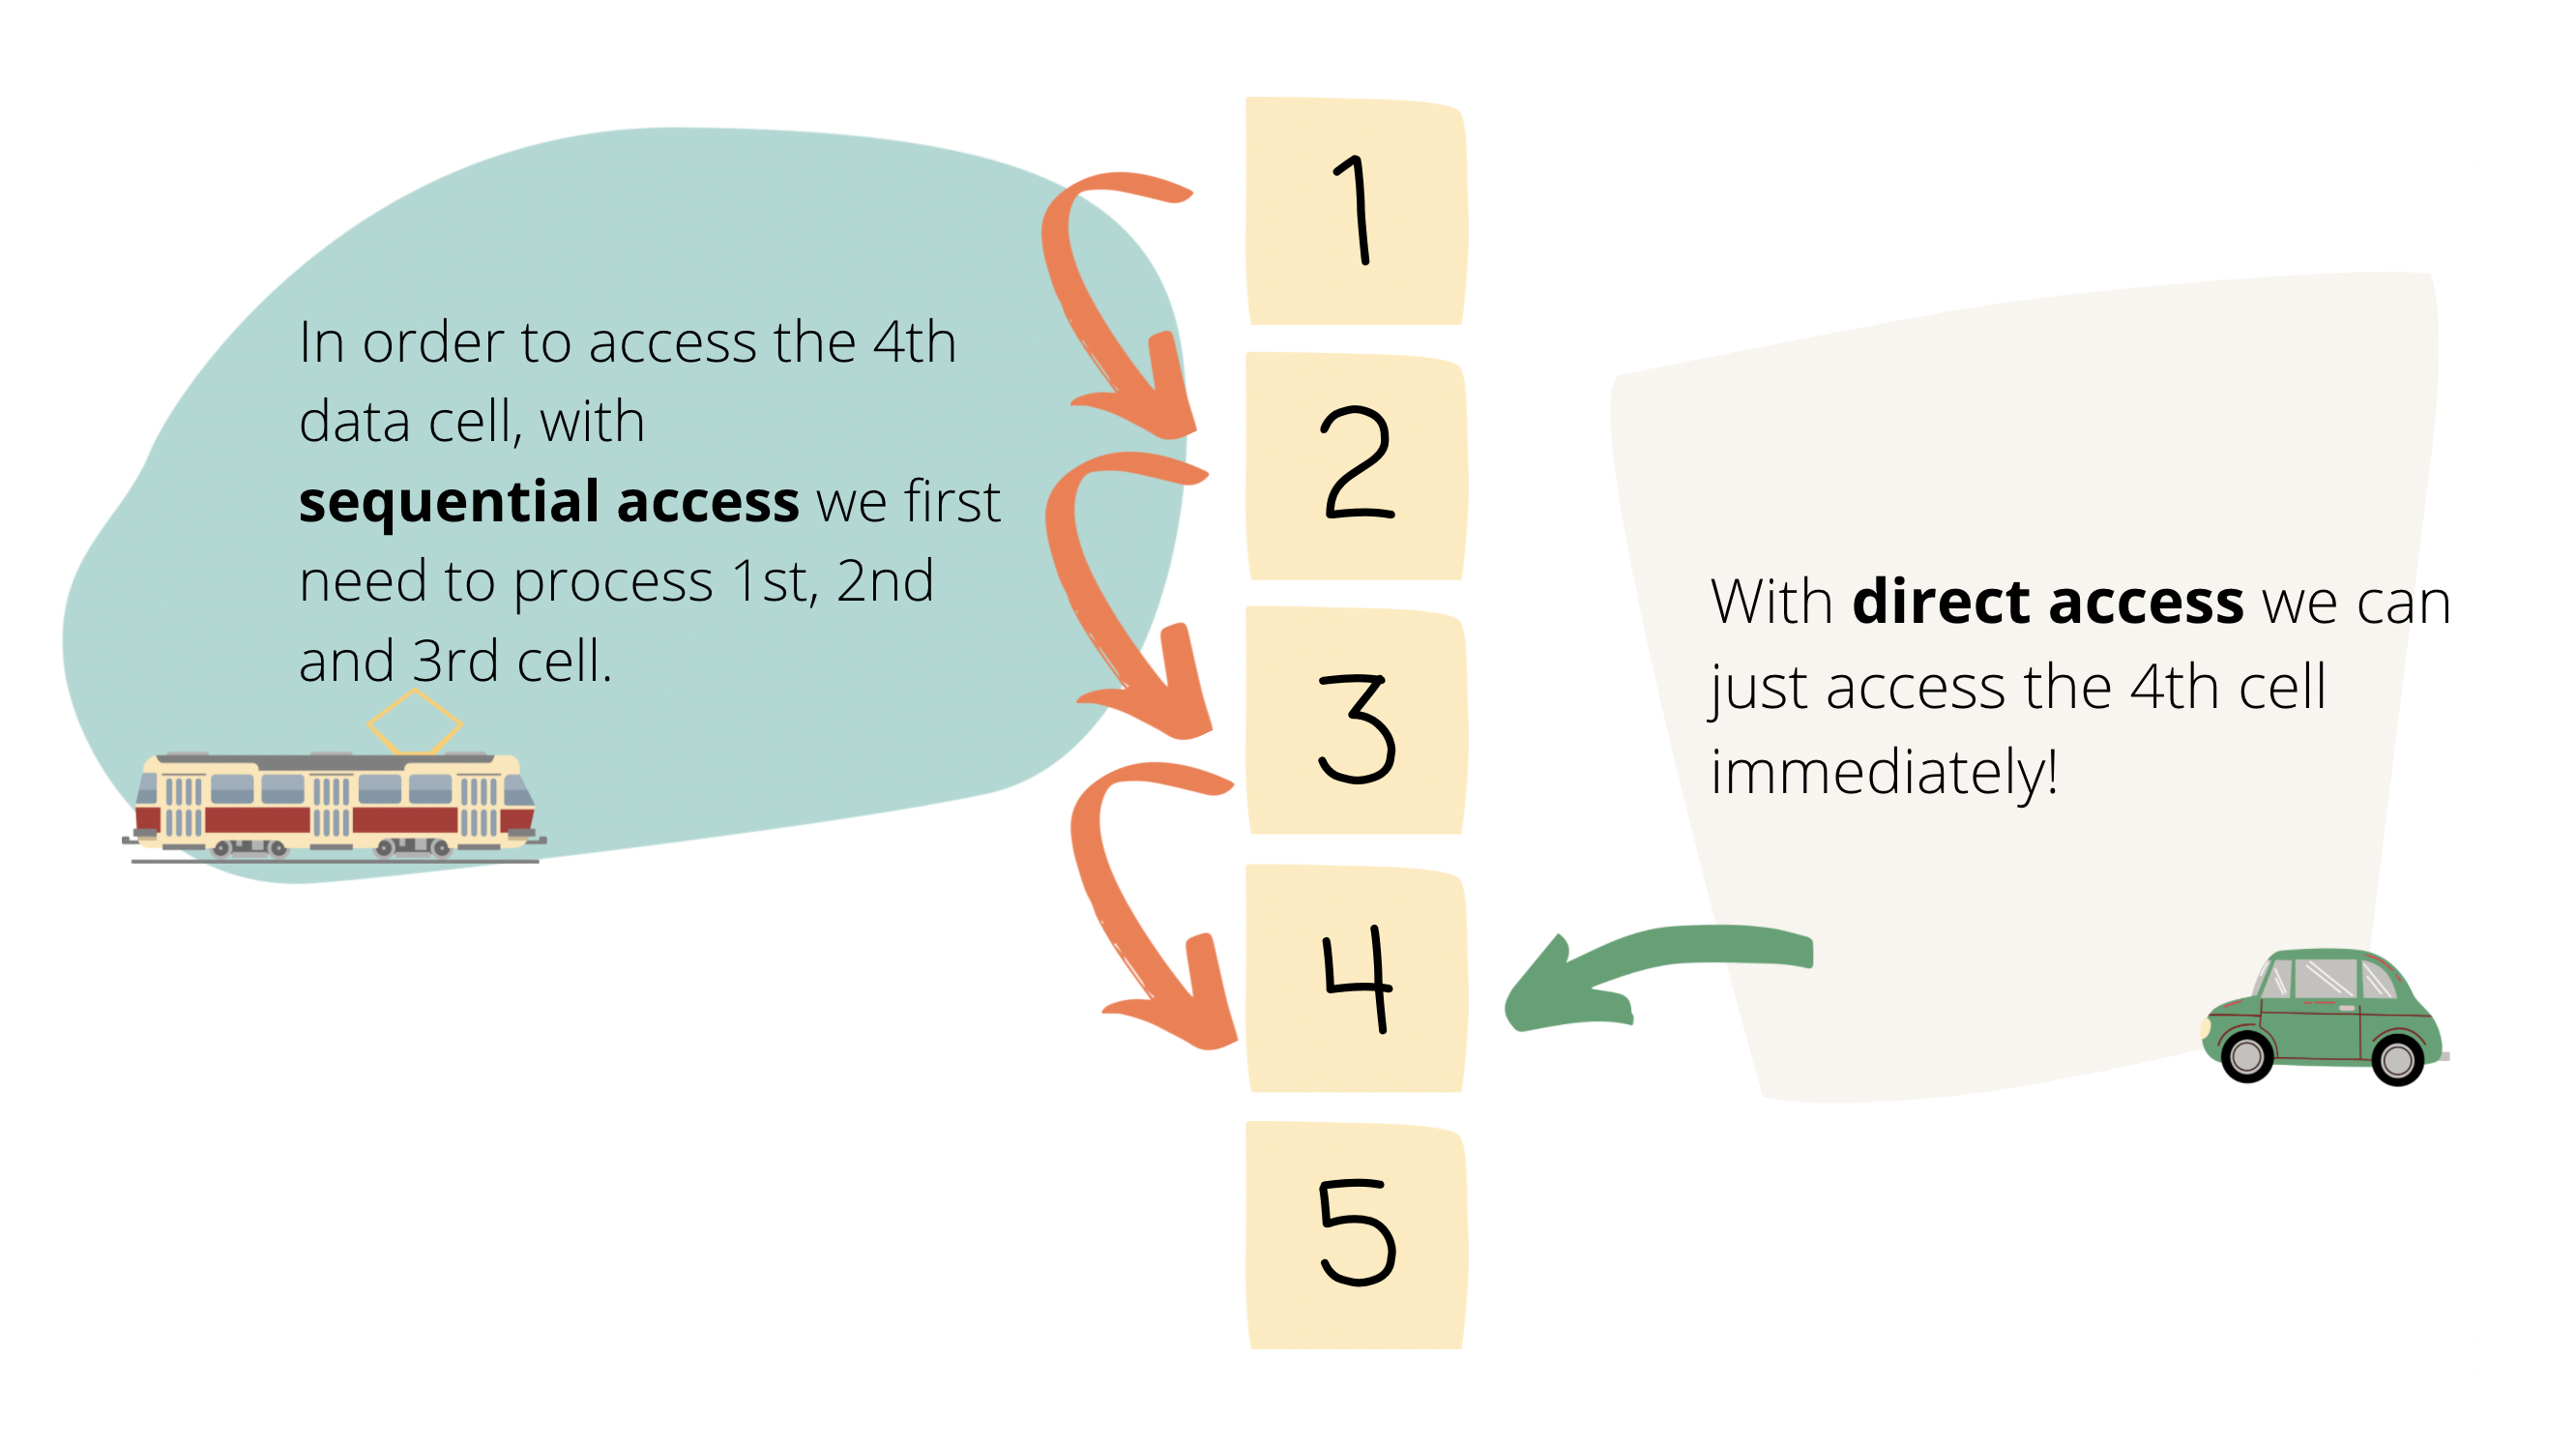 In order to access the 4th
data cell, with
sequential access we first
need to process 1st, 2nd
and 3rd cell.
1
2
3
4
5
With direct access we can
just access the 4th cell
immediately!